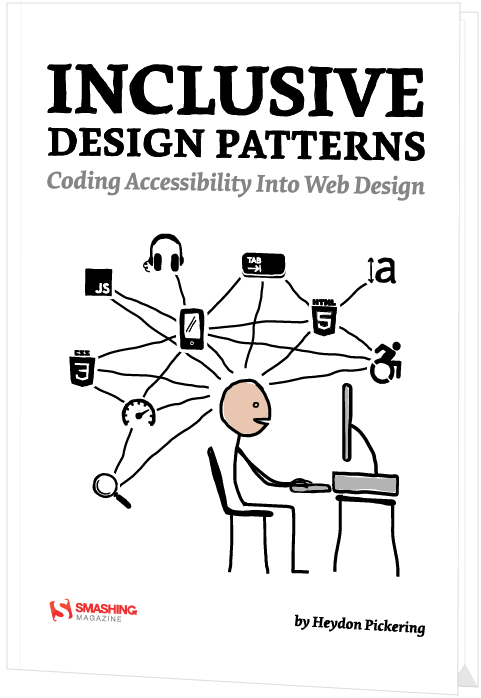 INCLUSIVE
DESIGN PATTERNS
Coding Accessibility Into Web Design
TAB
a
JS
HTML
5
CSS
3
SMASHING
MAGAZINE
by Heydon Pickering